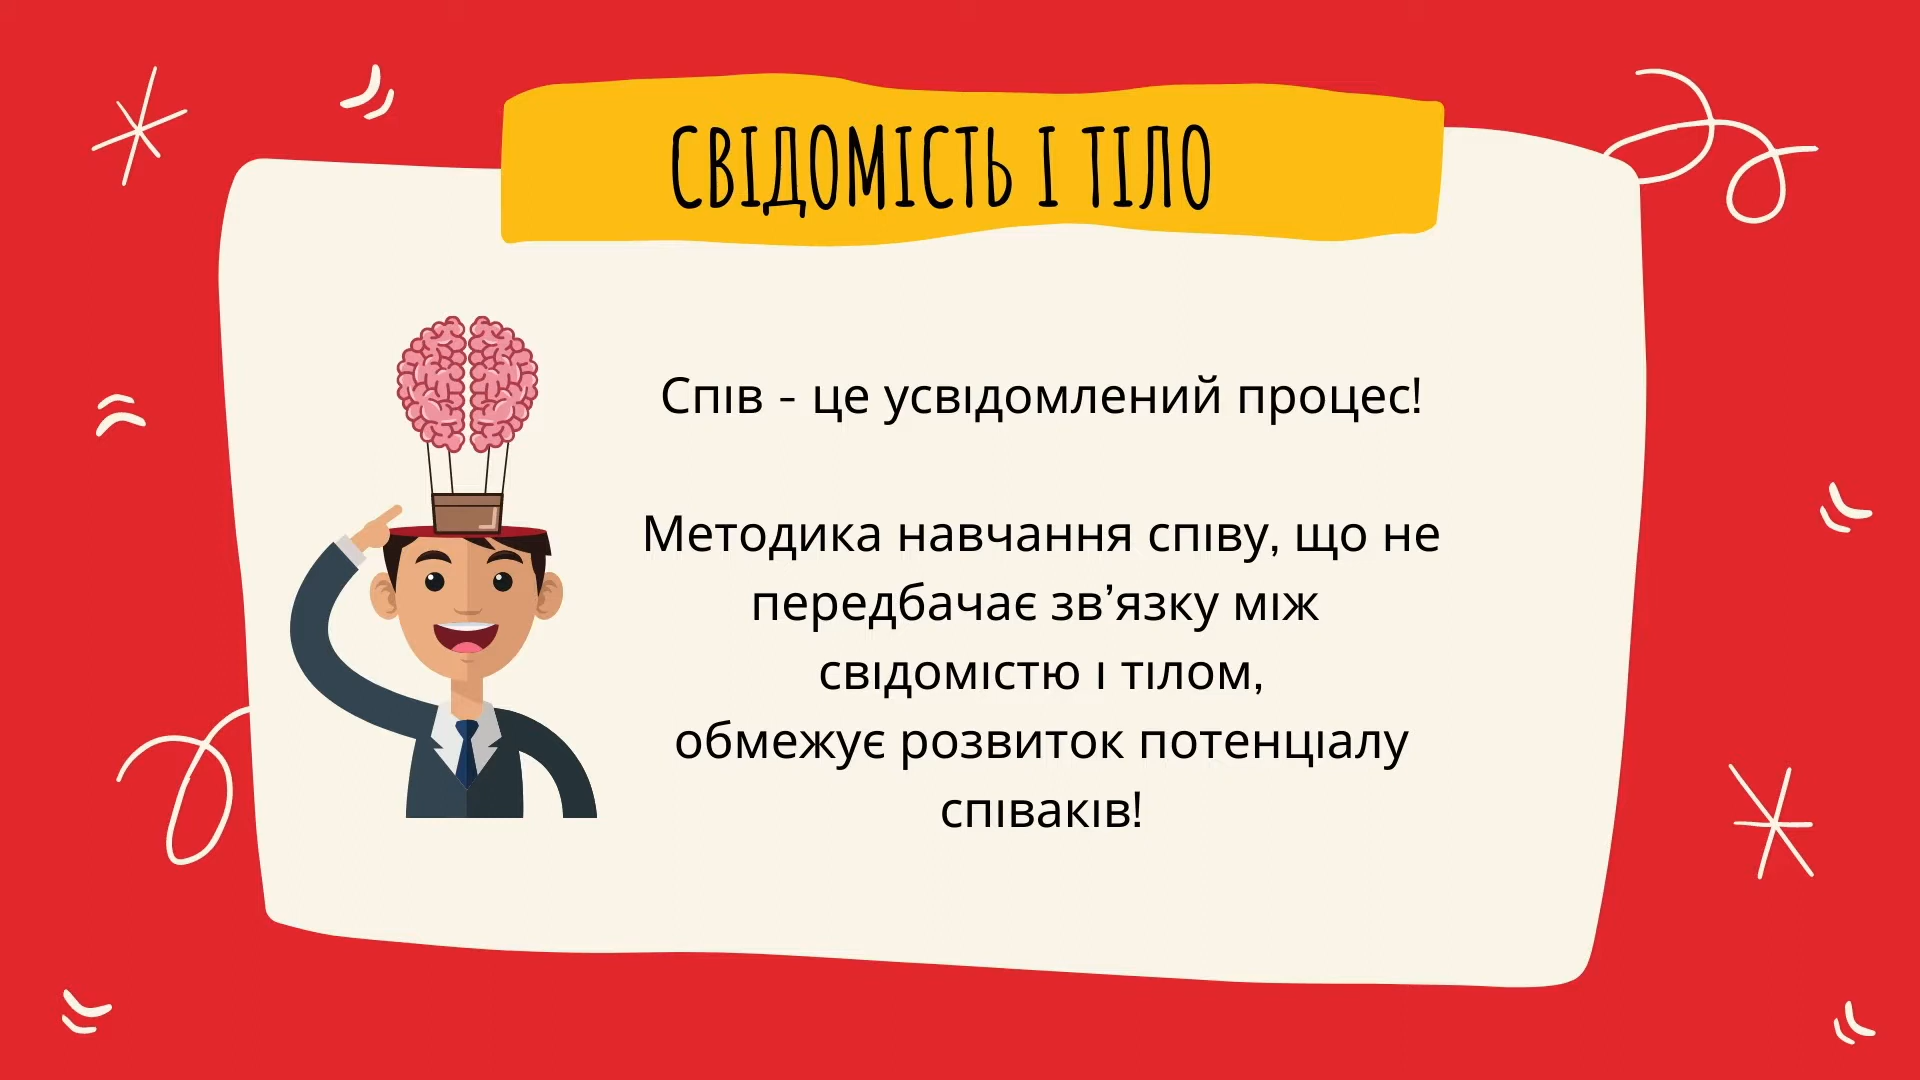 СВІДОМІСТЬ І ТІЛО
Спів - це усвідомлений процес!
Методика навчання співу, що не
передбачає зв’язку між
свідомістю і тілом,
обмежує розвиток потенціалу
співаків!